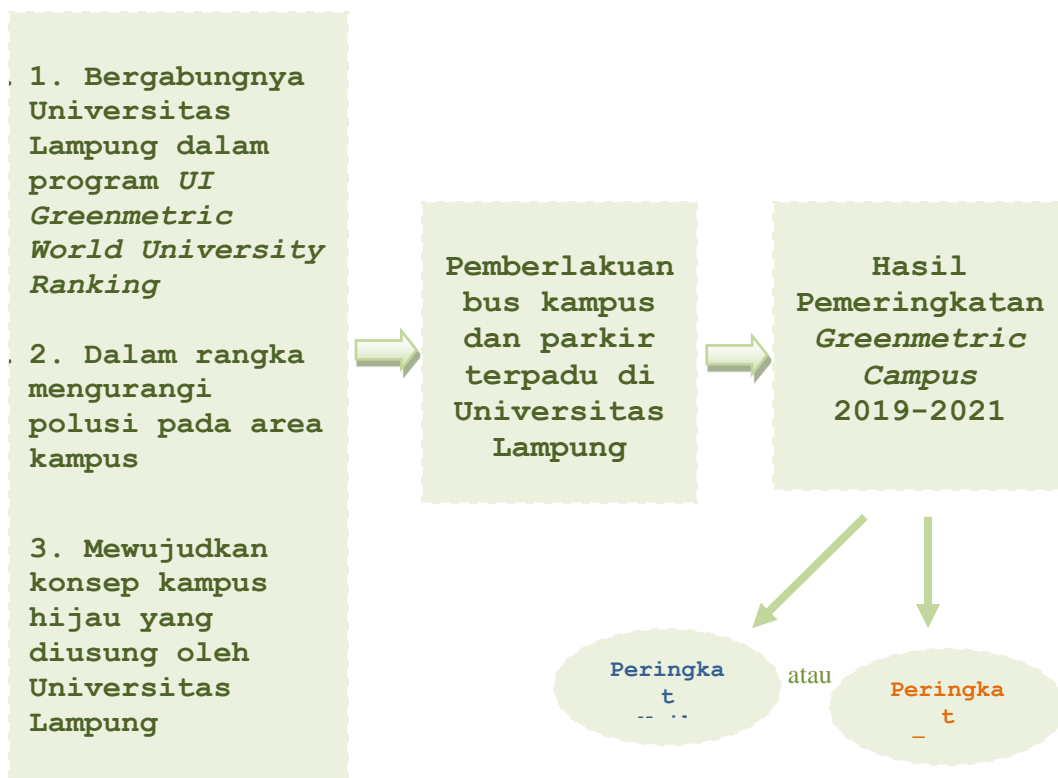 1. Bergabungnya
Universitas
Lampung dalam
program UI
Greenmetric
World University
Ranking
2. Dalam rangka
mengurangi
polusi pada area
kampus
3. Mewujudkan
konsep kampus
hijau yang
diusung oleh
Universitas
Lampung
Pemberlakuan
bus kampus
dan parkir
terpadu di
Universitas
Lampung
Hasil
Pemeringkatan
Greenmetric
Campus
2019-2021
Peringka
t
atau
Peringka
t